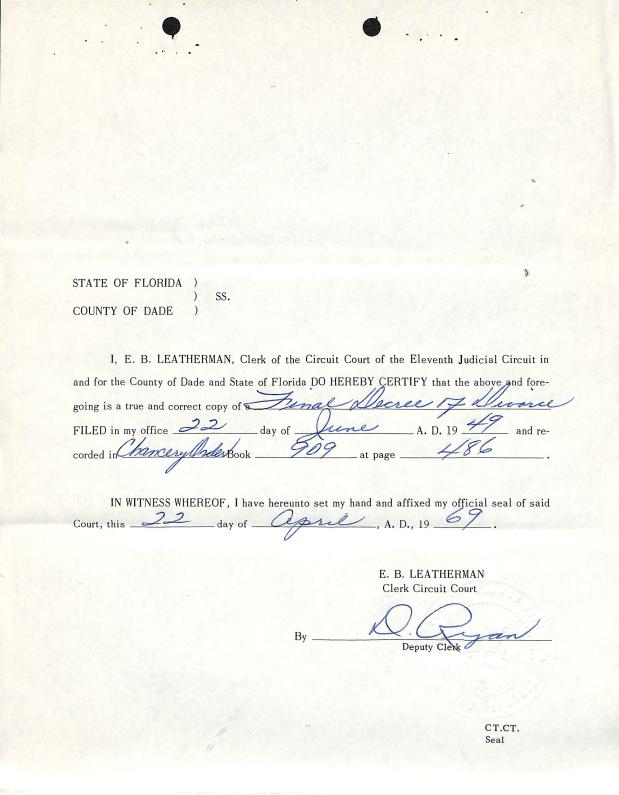 STATE OF FLORIDA )
) SS.
COUNTY OF DADE )
I, E. B. LEATHERMAN, Clerk of the Circuit Court of the Eleventh Judicial Circuit in
and for the County of Dade and State of Florida DO HEREBY CERTIFY that the above and fore-
going is a true and correct copy of a Final Decree of Divorce
FILED in my office 22 day of June A. D. 19 49 and re-
corded in Chancery Order Book 909 at page 486 .
IN WITNESS WHEREOF, I have hereunto set my hand and affixed my official seal of said
Court, this 22 day of April , A. D., 19 69 .
E. B. LEATHERMAN
Clerk Circuit Court
By D. Ryan
Deputy Clerk
CT.CT.
Seal